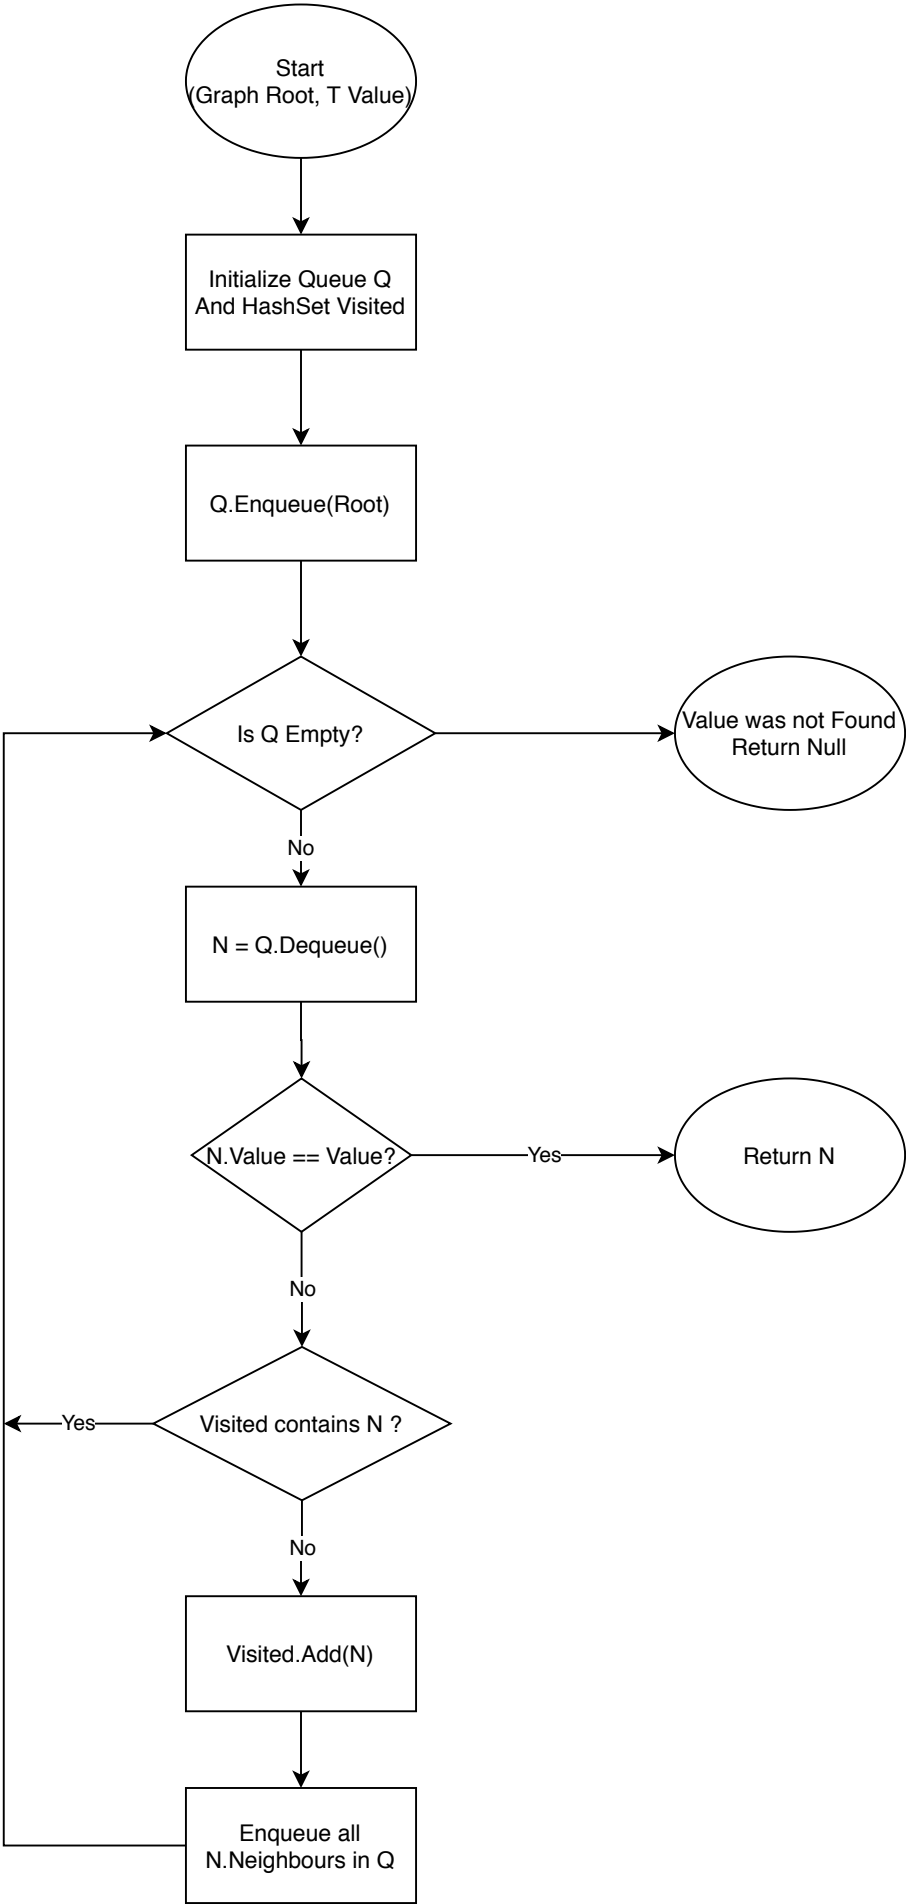 Start
(Graph Root, T Value)
Initialize Queue Q
And HashSet Visited
Q.Enqueue(Root)
Is Q Empty?
Value was not Found
Return Null
No
N = Q.Dequeue()
N.Value == Value?
Yes
Return N
No
Visited contains N ?
Yes
No
Visited.Add(N)
Enqueue all
N.Neighbours in Q